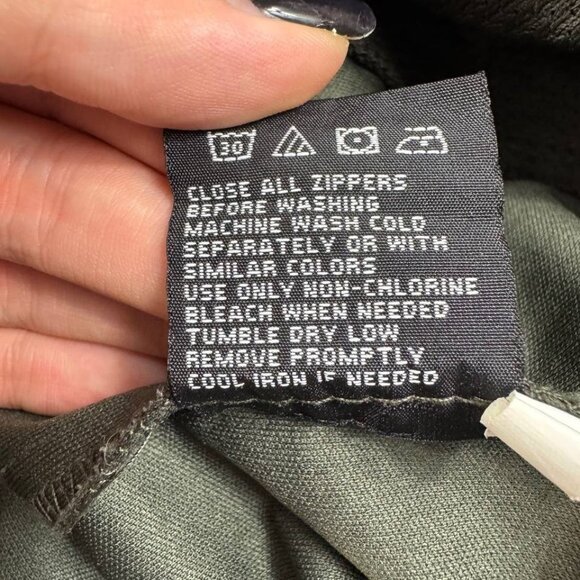 30
CLOSE ALL ZIPPERS
BEFORE WASHING
MACHINE WASH COLD
SEPARATELY OR WITH
SIMILAR COLORS
USE ONLY NON-CHLORINE
BLEACH WHEN NEEDED
TUMBLE DRY LOW
REMOVE PROMPTLY
COOL IRON IF NEEDED